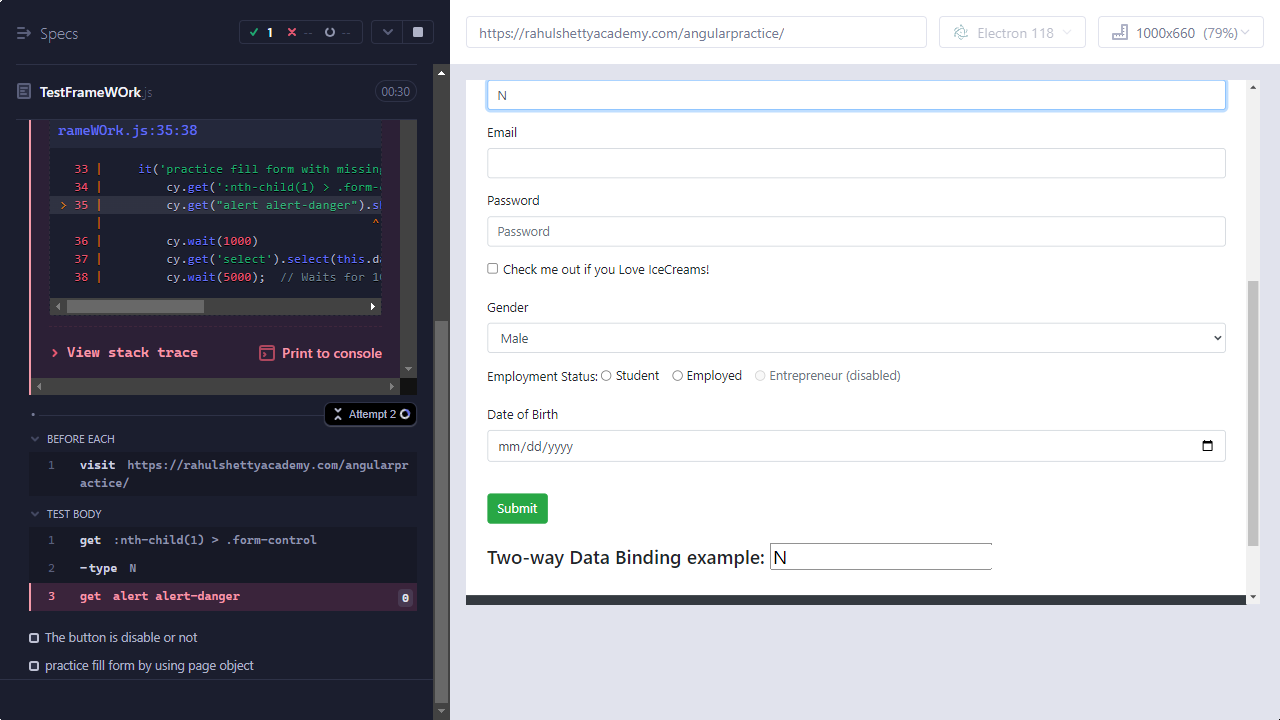 Specs
1
--
--
TestFrameWOrk.js
00:30
rameWOrk.js:35:38
33 |     it('practice fill form with missing
34 |         cy.get(':nth-child(1) > .form-
> 35 |         cy.get("alert alert-danger").s
|                                      ^
36 |         cy.wait(1000)
37 |         cy.get('select').select(this.da
38 |         cy.wait(5000);  // Waits for 1
View stack trace
Print to console
Attempt 2
BEFORE EACH
1 visit https://rahulshettyacademy.com/angularpr
actice/
TEST BODY
1 get :nth-child(1) > .form-control
2 -type N
3 get alert alert-danger 0
The button is disable or not
practice fill form by using page object
https://rahulshettyacademy.com/angularpractice/
Electron 118
1000x660 (79%)
N
Email
Password
Password
Check me out if you Love IceCreams!
Gender
Male
Employment Status: Student Employed Entrepreneur (disabled)
Date of Birth
mm/dd/yyyy
Submit
Two-way Data Binding example: N